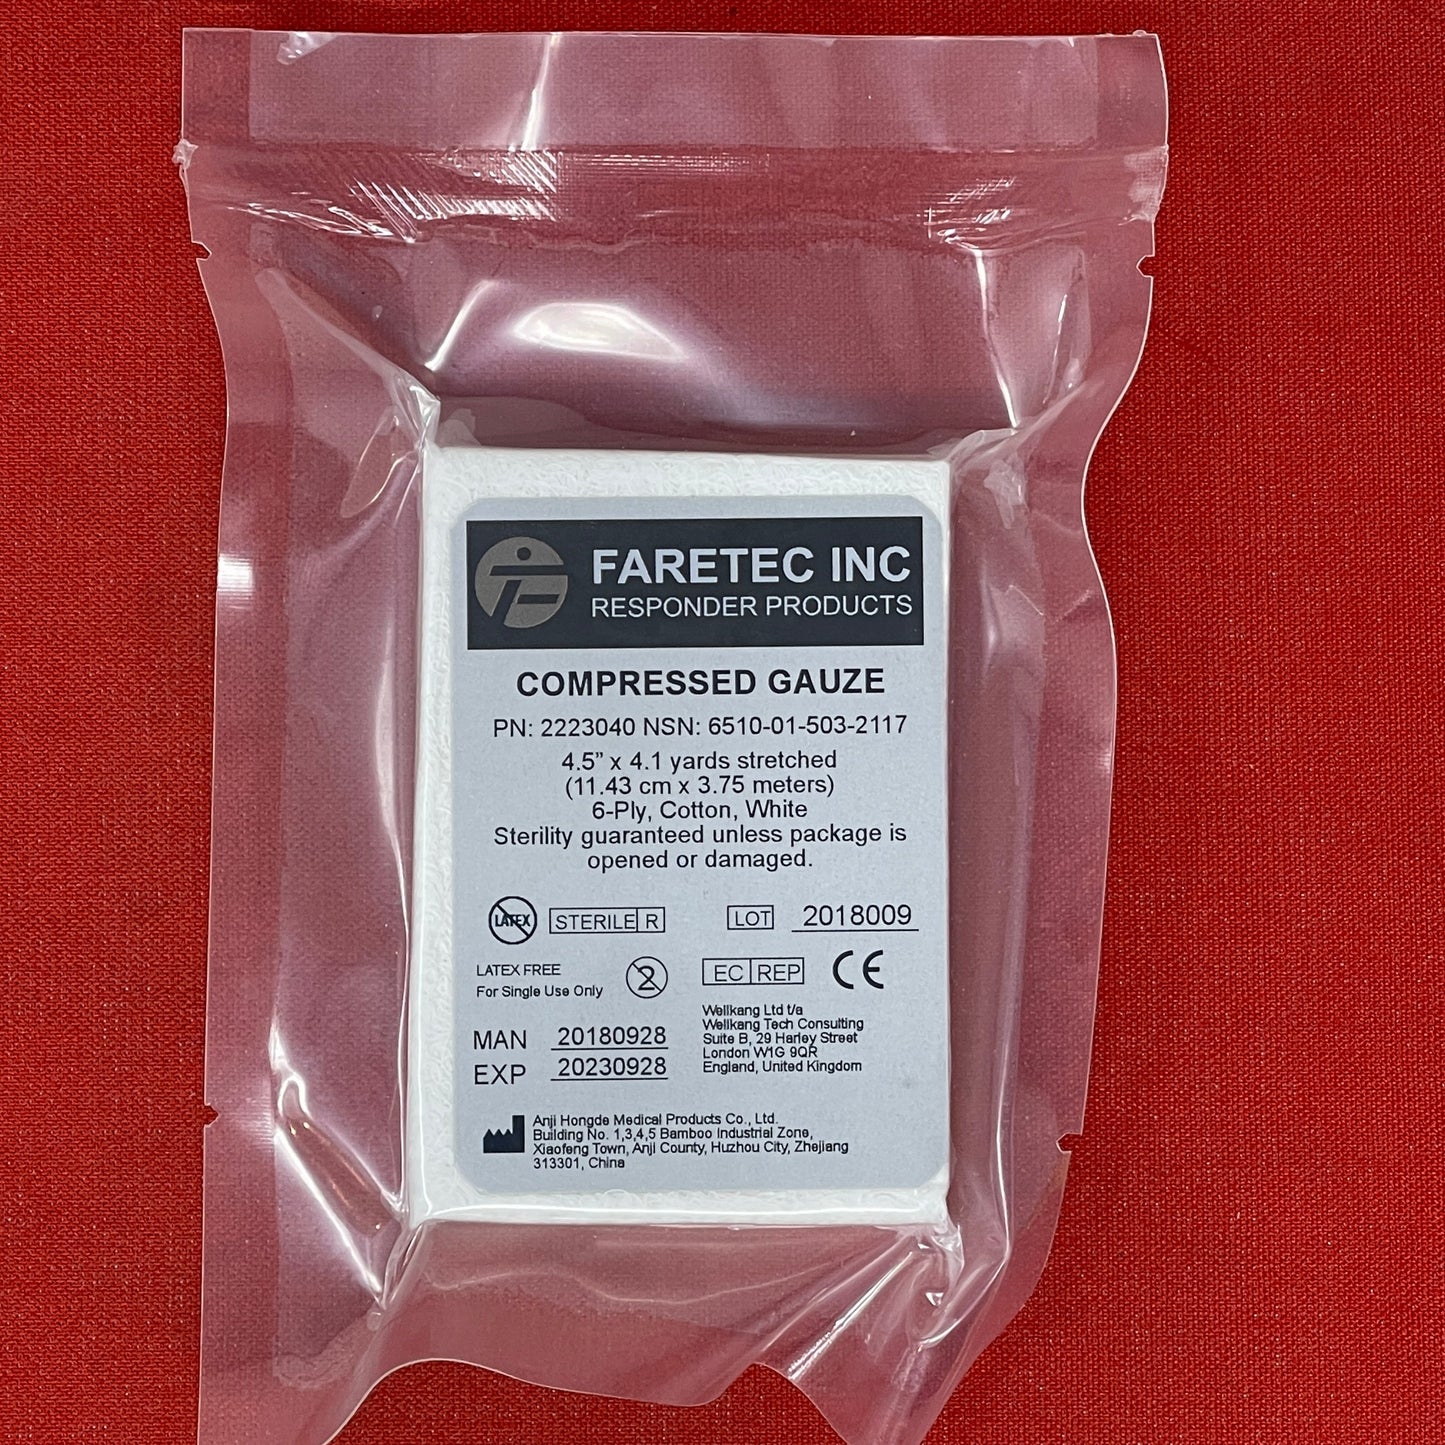 FARETEC INC
RESPONDER PRODUCTS
COMPRESSED GAUZE
PN: 2223040 NSN: 6510-01-503-2117
4.5” x 4.1 yards stretched
(11.43 cm x 3.75 meters)
6-Ply, Cotton, White
Sterility guaranteed unless package is
opened or damaged.
LATEX STERILE R LOT 2018009
LATEX FREE
For Single Use Only
2
EC REP CE
MAN 20180928
EXP 20230928
Wellkang Ltd t/a
Wellkang Tech Consulting
Suite B, 29 Harley Street
London W1G 9QR
England, United Kingdom
Anji Hongde Medical Products Co., Ltd.
Building No. 1,3,4,5 Bamboo Industrial Zone,
Xiaofeng Town, Anji County, Huzhou City, Zhejiang
313301, China